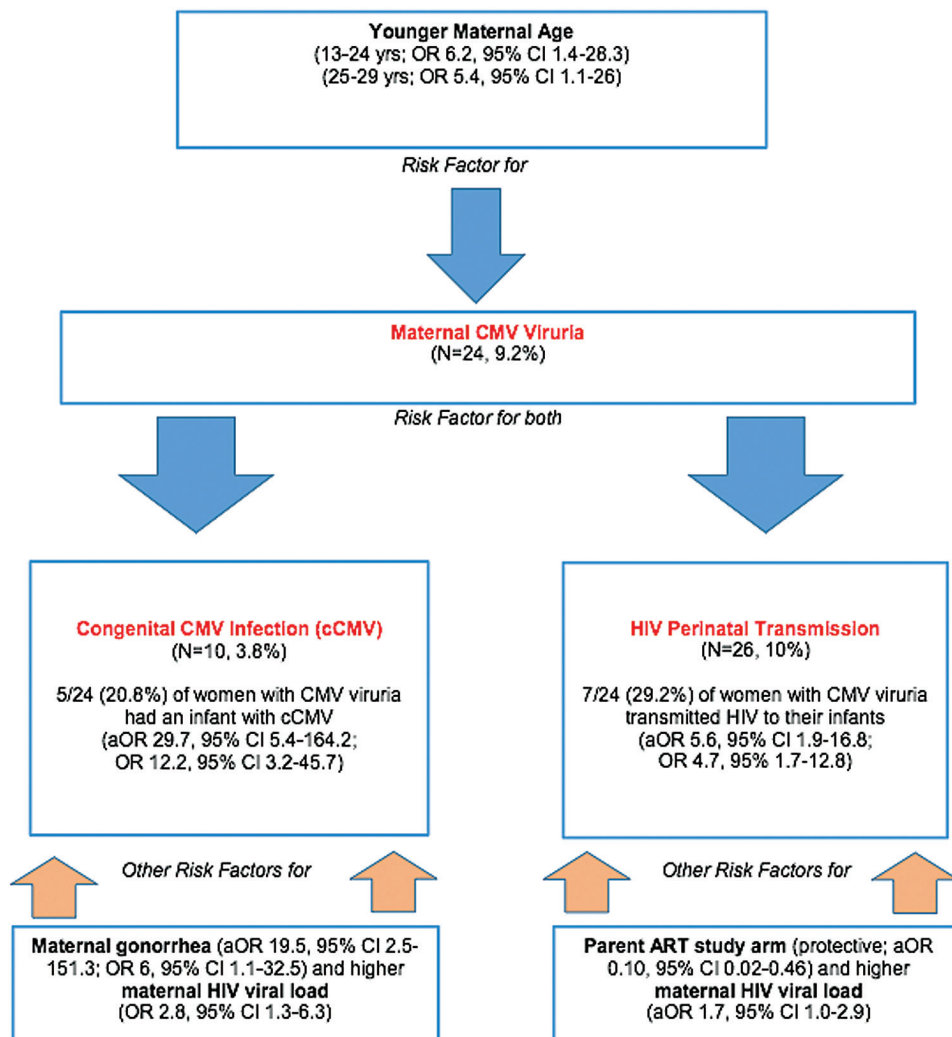 Younger Maternal Age
(13-24 yrs; OR 6.2, 95% CI 1.4-28.3)
(25-29 yrs; OR 5.4, 95% CI 1.1-26)
Risk Factor for
Maternal CMV Viruria
(N=24, 9.2%)
Risk Factor for both
Congenital CMV Infection (cCMV)
(N=10, 3.8%)
5/24 (20.8%) of women with CMV viruria
had an infant with cCMV
(aOR 29.7, 95% CI 5.4-164.2;
OR 12.2, 95% CI 3.2-45.7)
HIV Perinatal Transmission
(N=26, 10%)
7/24 (29.2%) of women with CMV viruria
transmitted HIV to their infants
(aOR 5.6, 95% CI 1.9-16.8;
OR 4.7, 95% 1.7-12.8)
Other Risk Factors for
Other Risk Factors for
Maternal gonorrhea (aOR 19.5, 95% CI 2.5-
151.3; OR 6, 95% CI 1.1-32.5) and higher
maternal HIV viral load
(OR 2.8, 95% CI 1.3-6.3)
Parent ART study arm (protective; aOR
0.10, 95% CI 0.02-0.46) and higher
maternal HIV viral load
(aOR 1.7, 95% CI 1.0-2.9)